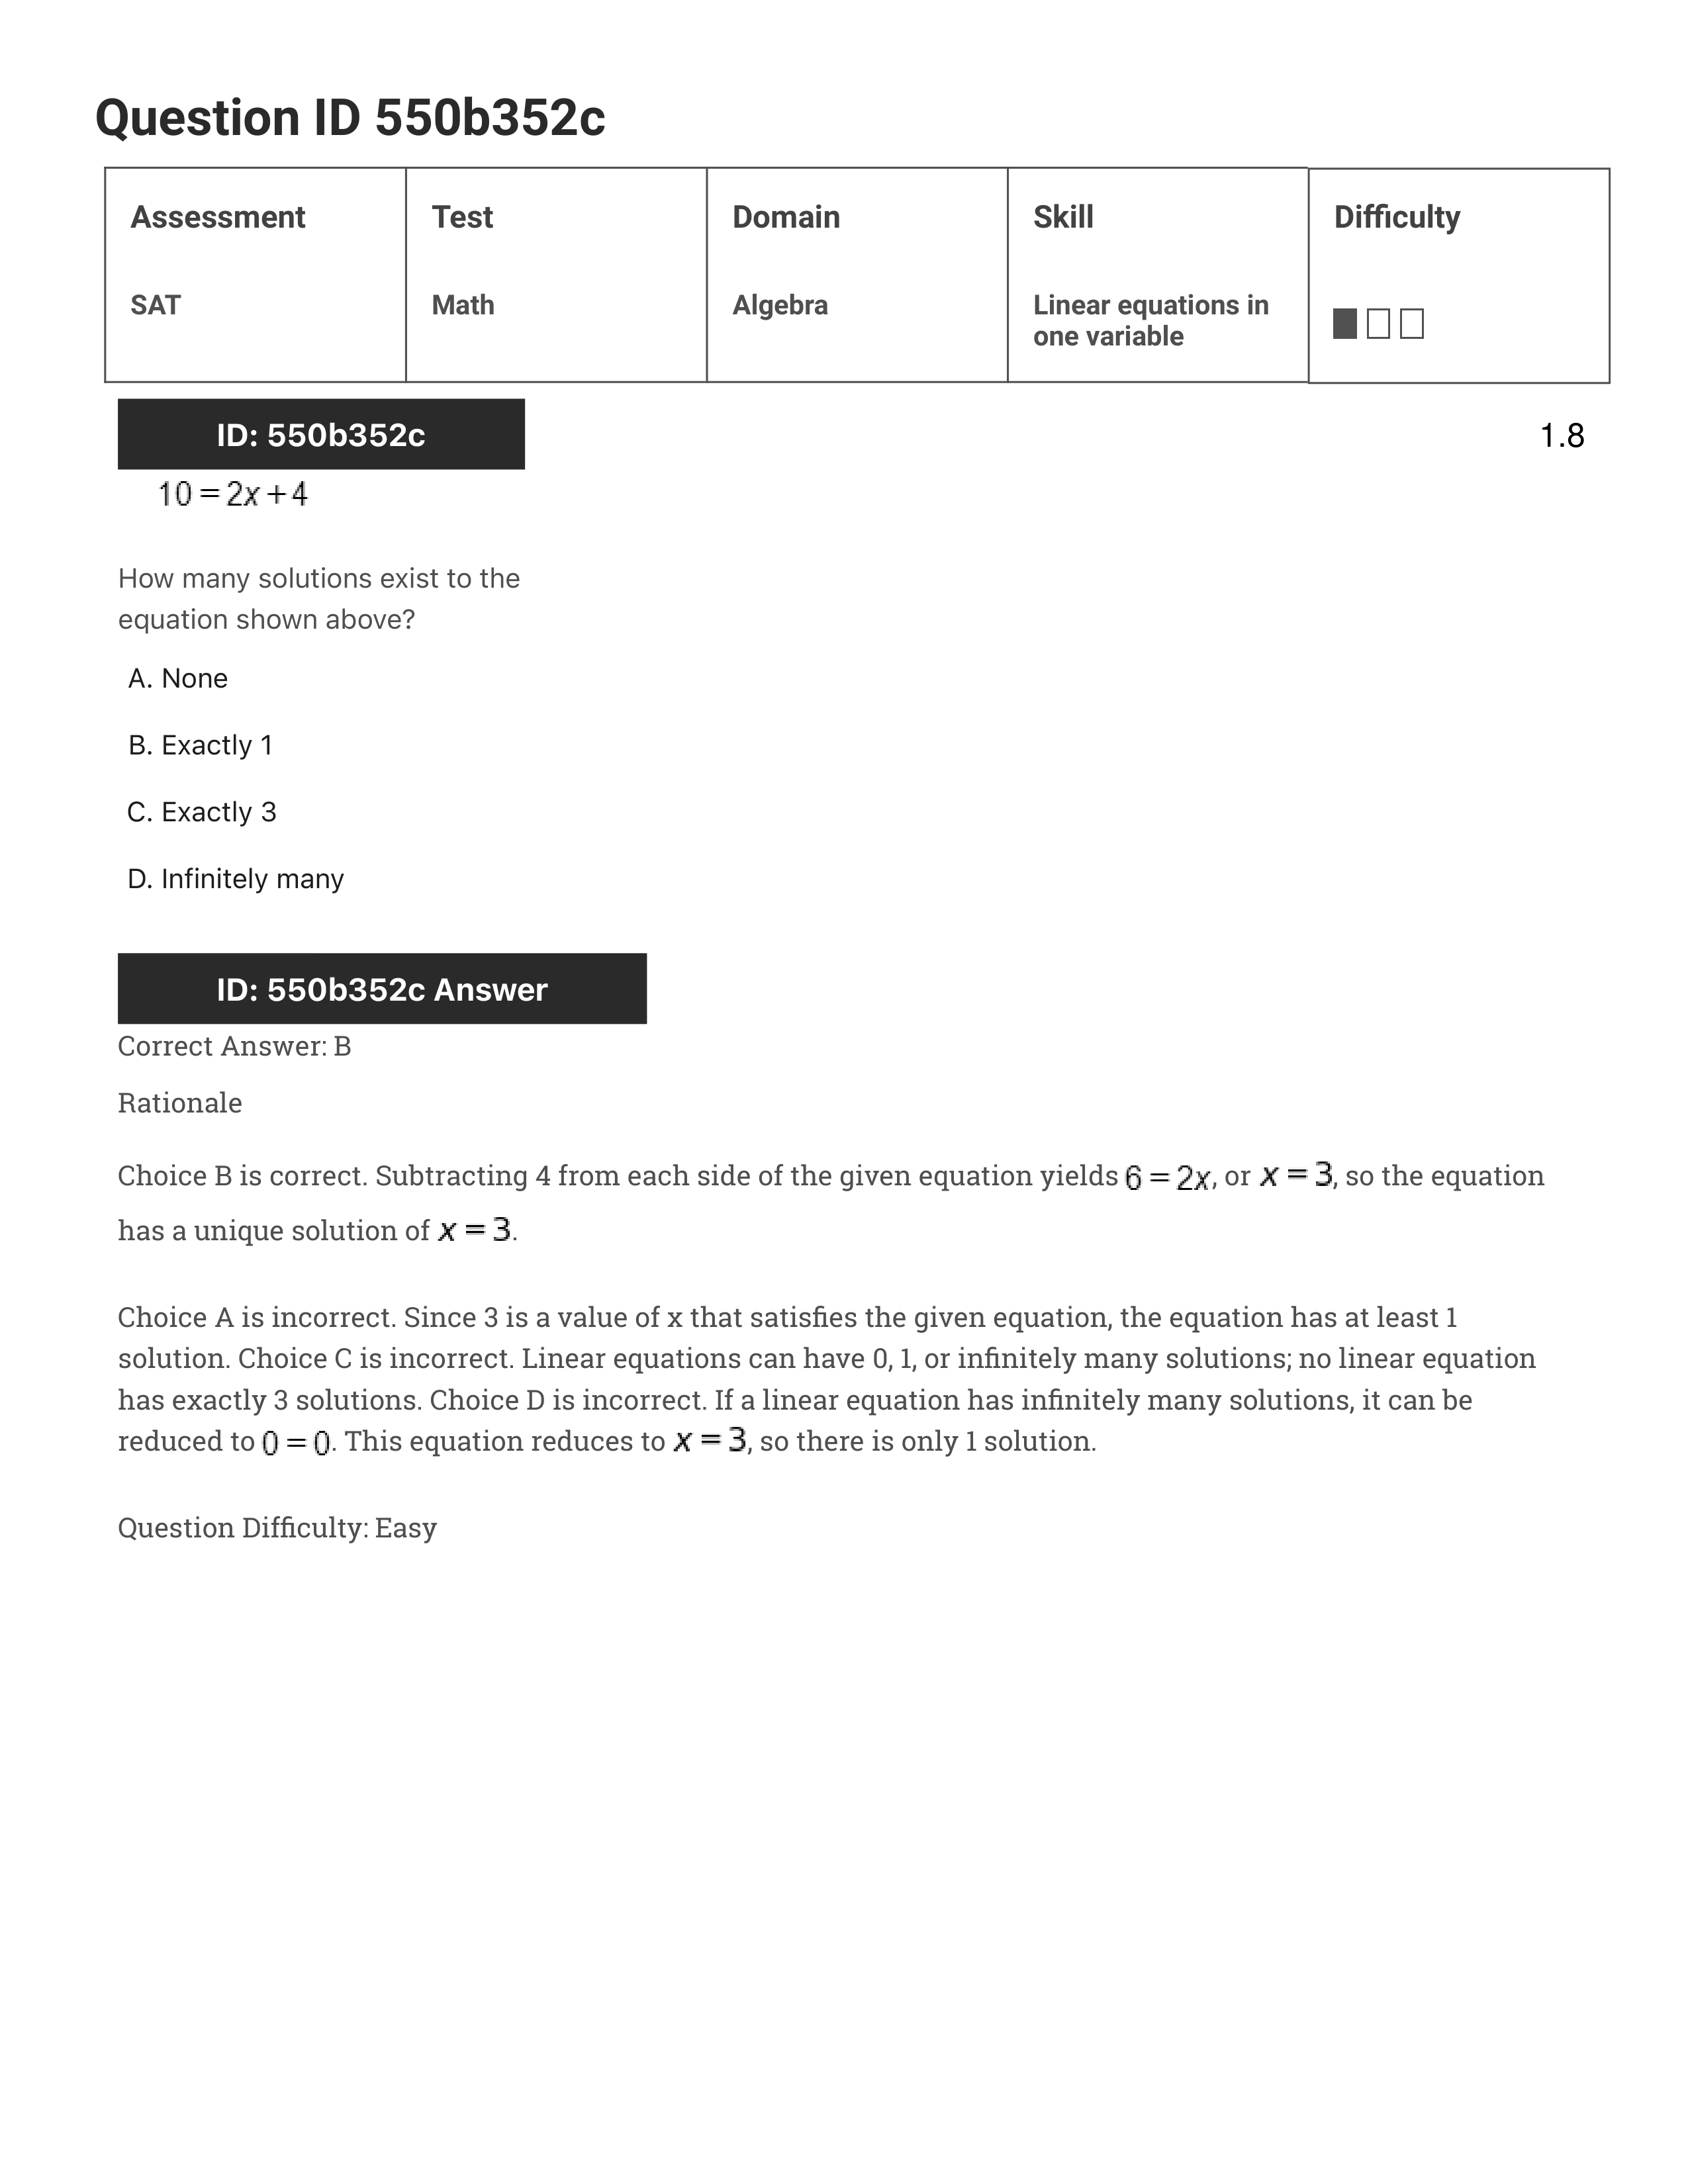 Question ID 550b352c
Assessment Test Domain Skill Difficulty
SAT Math Algebra Linear equations in
one variable
ID: 550b352c 1.8
10 = 2x + 4
How many solutions exist to the
equation shown above?
A. None
B. Exactly 1
C. Exactly 3
D. Infinitely many
ID: 550b352c Answer
Correct Answer: B
Rationale
Choice B is correct. Subtracting 4 from each side of the given equation yields 6 = 2x, or x = 3, so the equation
has a unique solution of x = 3.
Choice A is incorrect. Since 3 is a value of x that satisfies the given equation, the equation has at least 1
solution. Choice C is incorrect. Linear equations can have 0, 1, or infinitely many solutions; no linear equation
has exactly 3 solutions. Choice D is incorrect. If a linear equation has infinitely many solutions, it can be
reduced to 0 = 0. This equation reduces to x = 3, so there is only 1 solution.
Question Difficulty: Easy